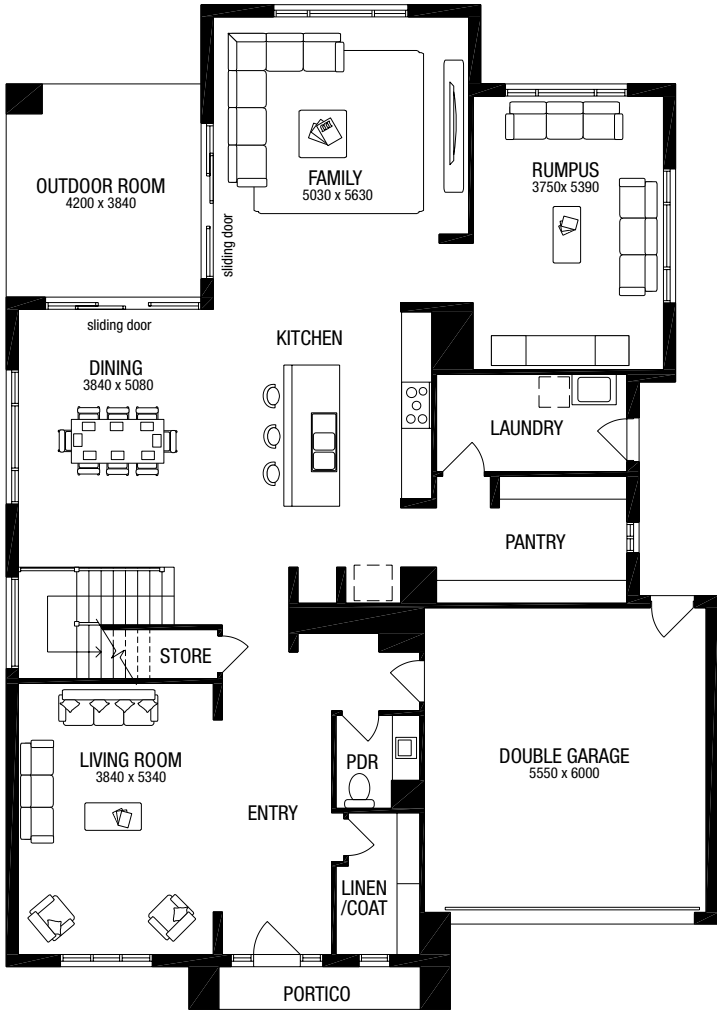 OUTDOOR ROOM
4200 x 3840
FAMILY
5030 x 5630
RUMPUS
3750x 5390
sliding door
sliding door
KITCHEN
DINING
3840 x 5080
LAUNDRY
PANTRY
STORE
LIVING ROOM
3840 x 5340
PDR
DOUBLE GARAGE
5550 x 6000
ENTRY
LINEN
/COAT
PORTICO